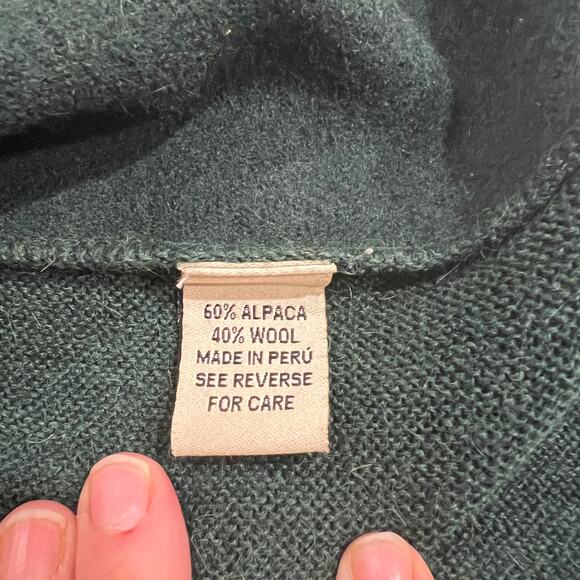 60% ALPACA
40% WOOL
MADE IN PERÚ
SEE REVERSE
FOR CARE